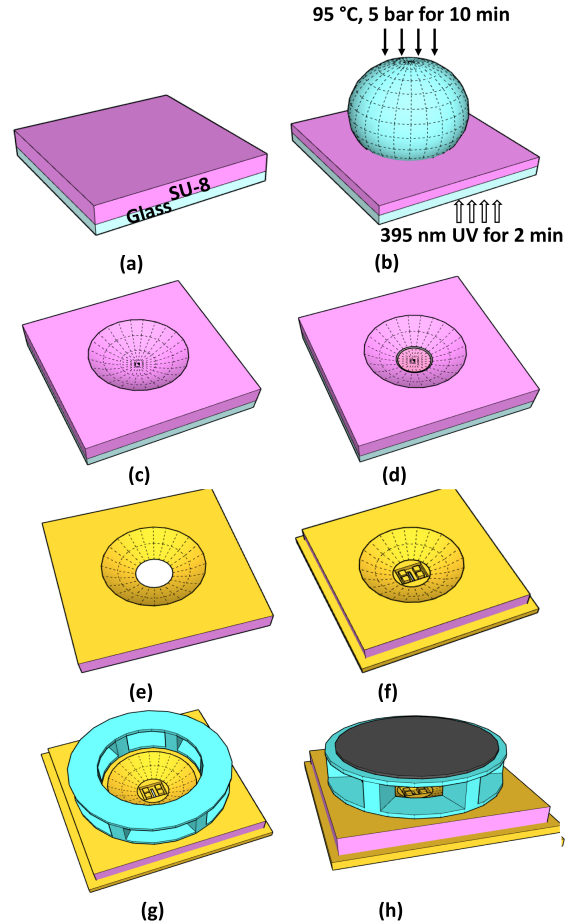 95 °C, 5 bar for 10 min
SU-8
Glass
395 nm UV for 2 min
(a)
(b)
(c)
(d)
(e)
(f)
(g)
(h)